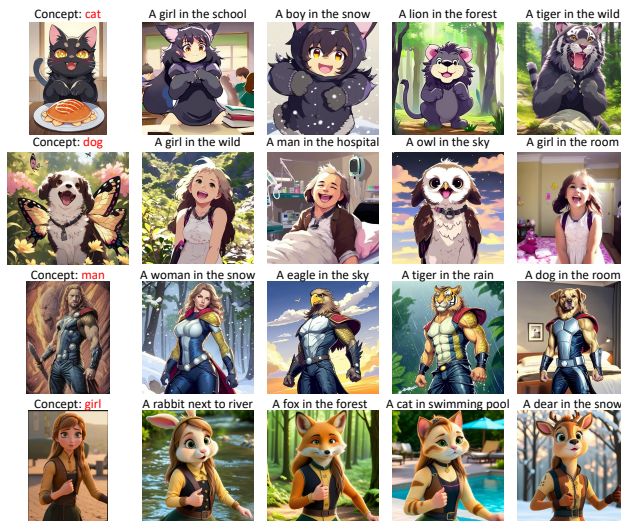 Concept: cat
A girl in the school
A boy in the snow
A lion in the forest
A tiger in the wild
Concept: dog
A girl in the wild
A man in the hospital
A owl in the sky
A girl in the room
Concept: man
A woman in the snow
A eagle in the sky
A tiger in the rain
A dog in the room
Concept: girl
A rabbit next to river
A fox in the forest
A cat in swimming pool
A dear in the snow